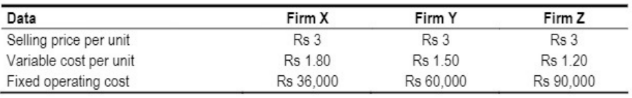 Data Firm X Firm Y Firm Z
Selling price per unit Rs 3 Rs 3 Rs 3
Variable cost per unit Rs 1.80 Rs 1.50 Rs 1.20
Fixed operating cost Rs 36,000 Rs 60,000 Rs 90,000